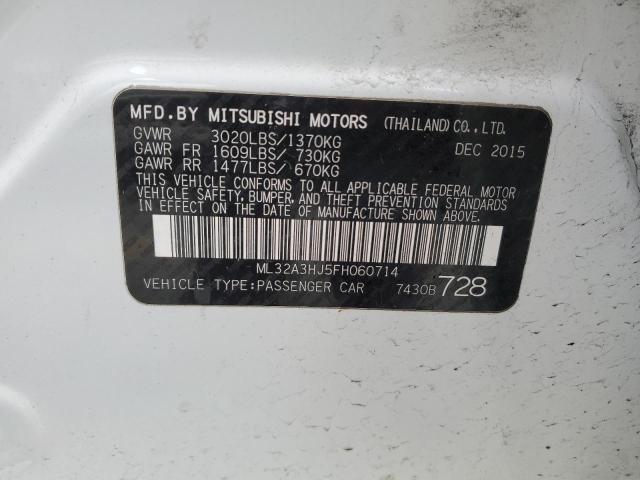 MFD.BY MITSUBISHI MOTORS (THAILAND)CO.,LTD.
GVWR 3020LBS/1370KG DEC 2015
GAWR FR 1609LBS/ 730KG
GAWR RR 1477LBS/ 670KG
THIS VEHICLE CONFORMS TO ALL APPLICABLE FEDERAL MOTOR
VEHICLE SAFETY, BUMPER, AND THEFT PREVENTION STANDARDS
IN EFFECT ON THE DATE OF MANUFACTURE SHOWN ABOVE.
ML32A3HJ5FH060714
VEHICLE TYPE:PASSENGER CAR 7430B 728